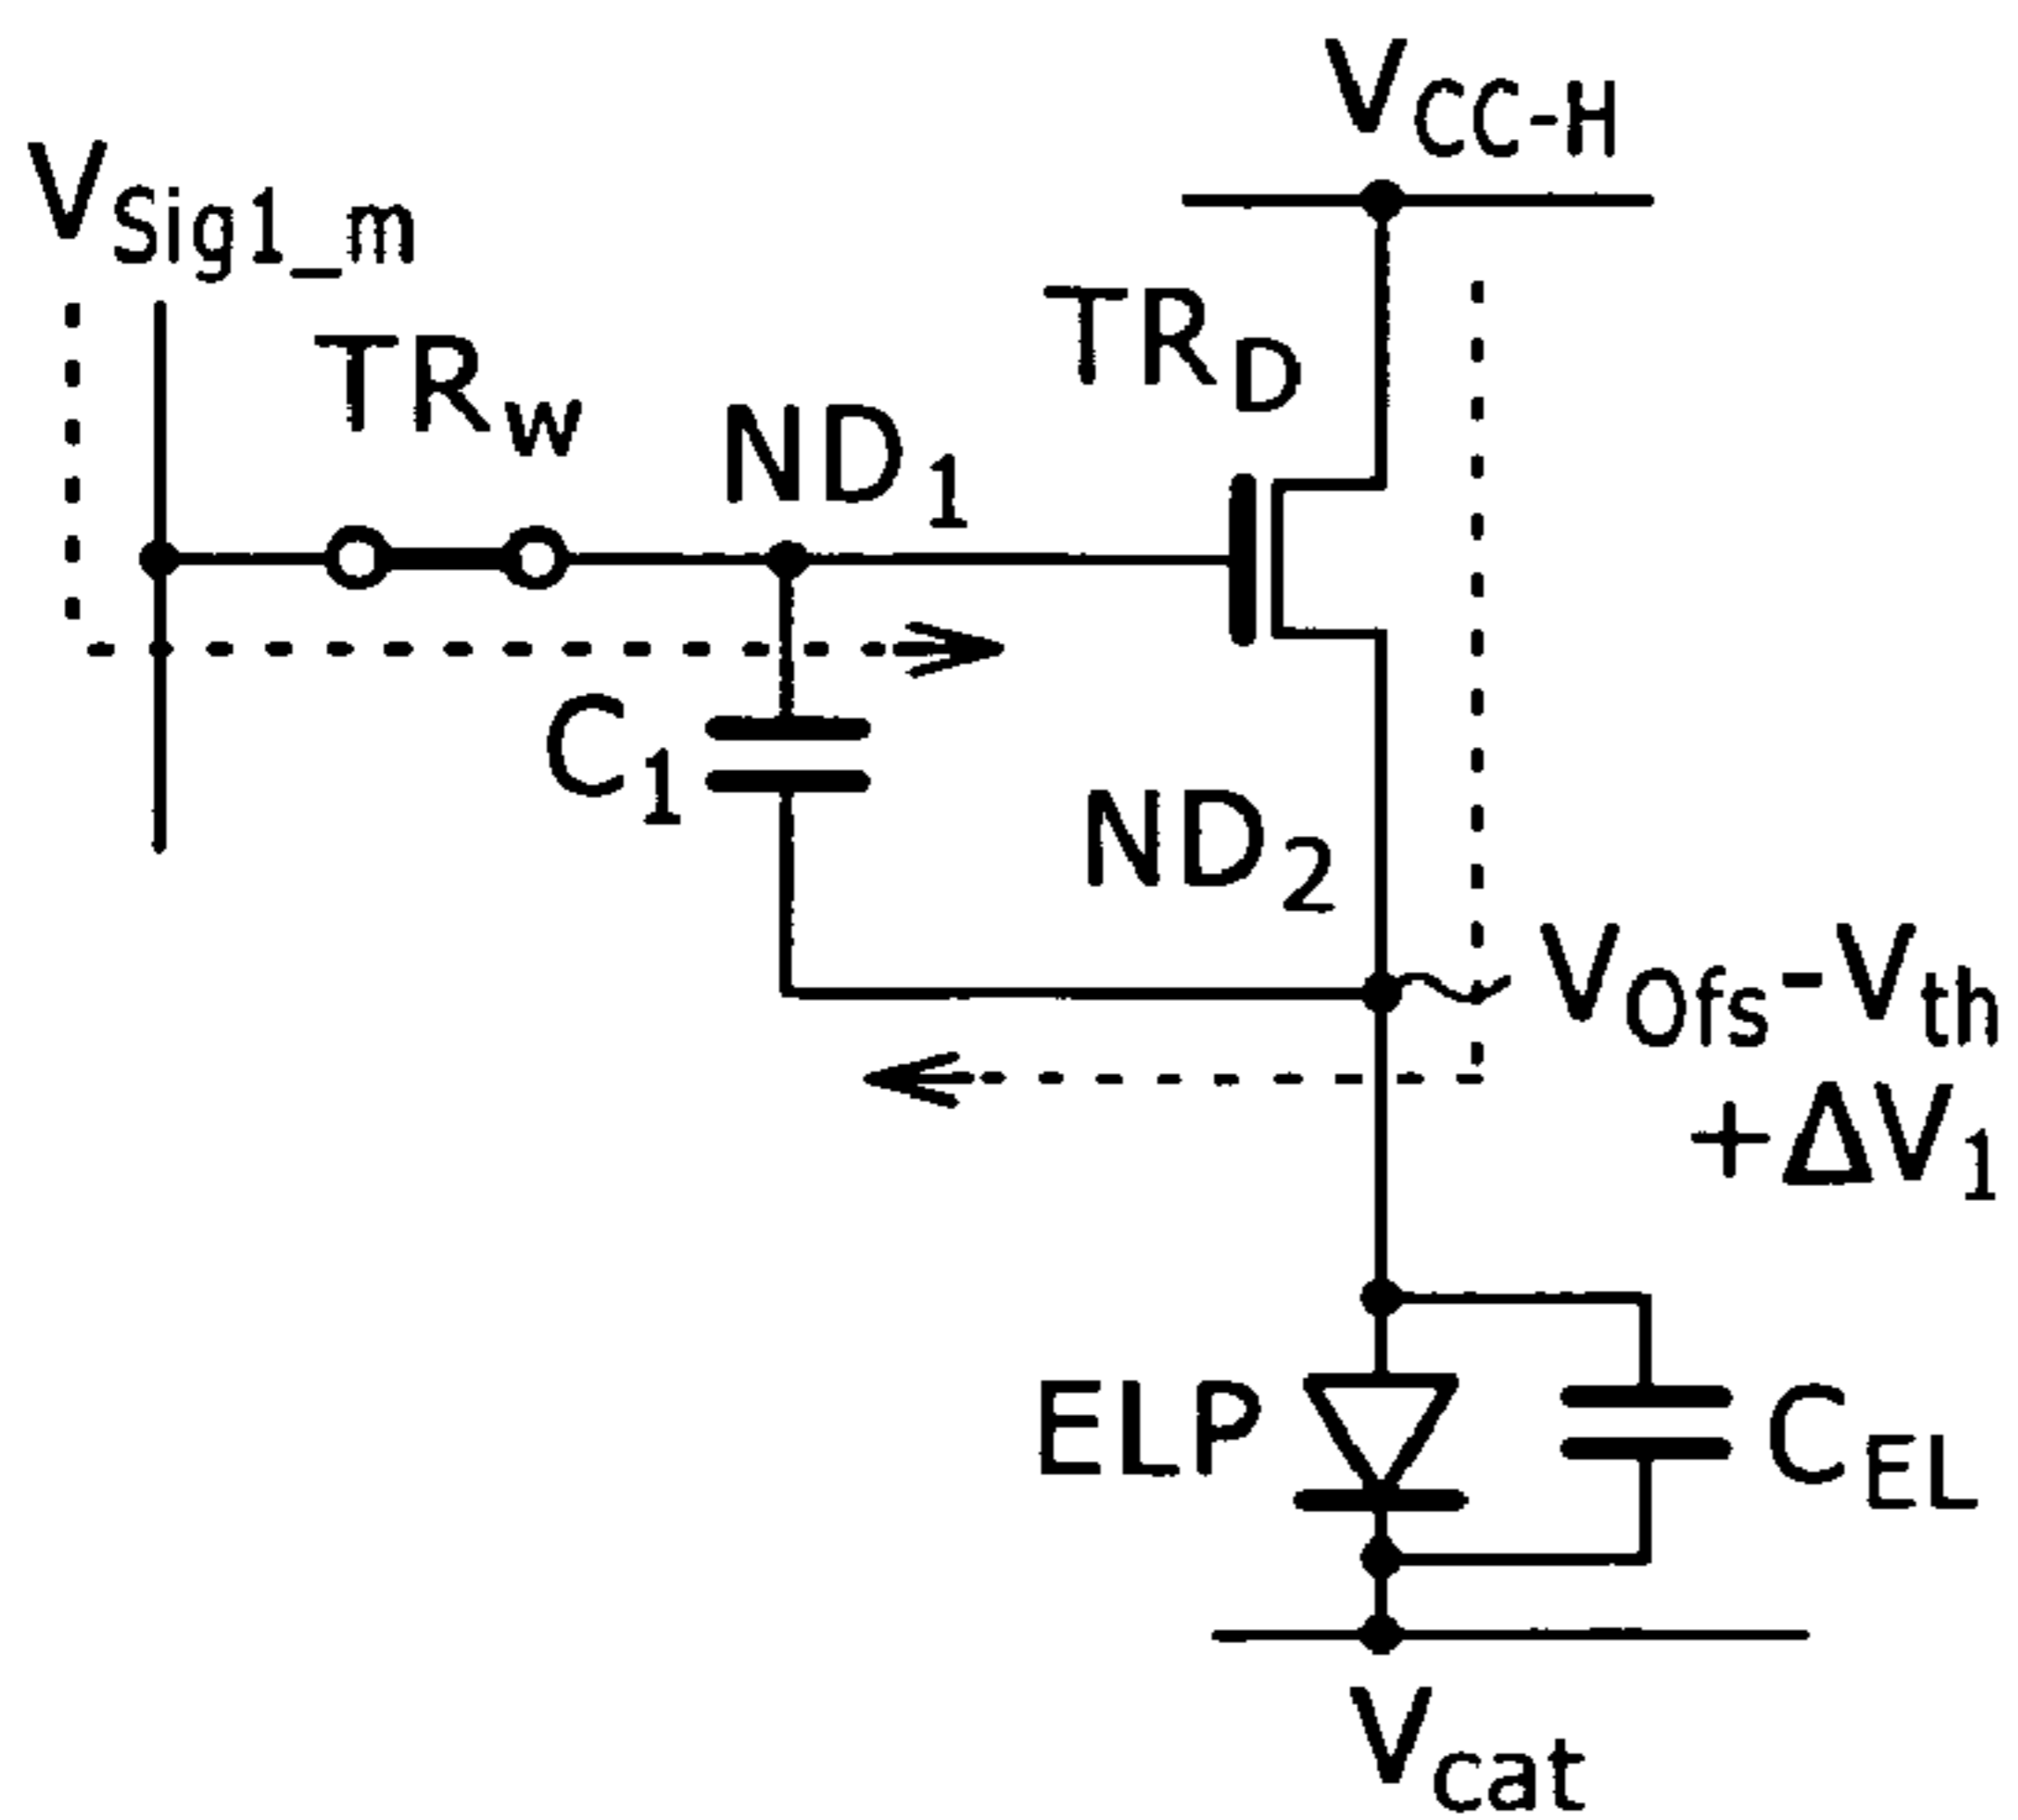 VCC-H
VSig1_m
TRD
TRW
ND1
C1
ND2
VOfs-Vth
+ΔV1
ELP
CEL
Vcat